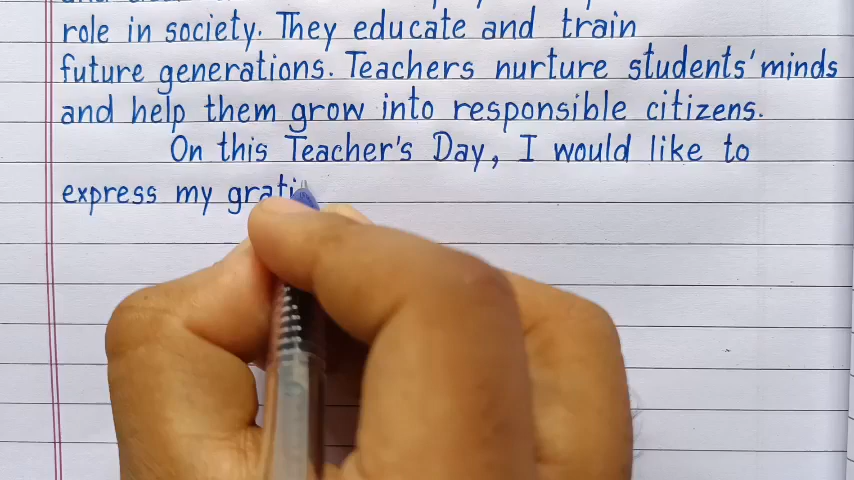 role in society. They educate and train
future generations. Teachers nurture students' minds
and help them grow into responsible citizens.
On this Teacher's Day, I would like to
express my grati